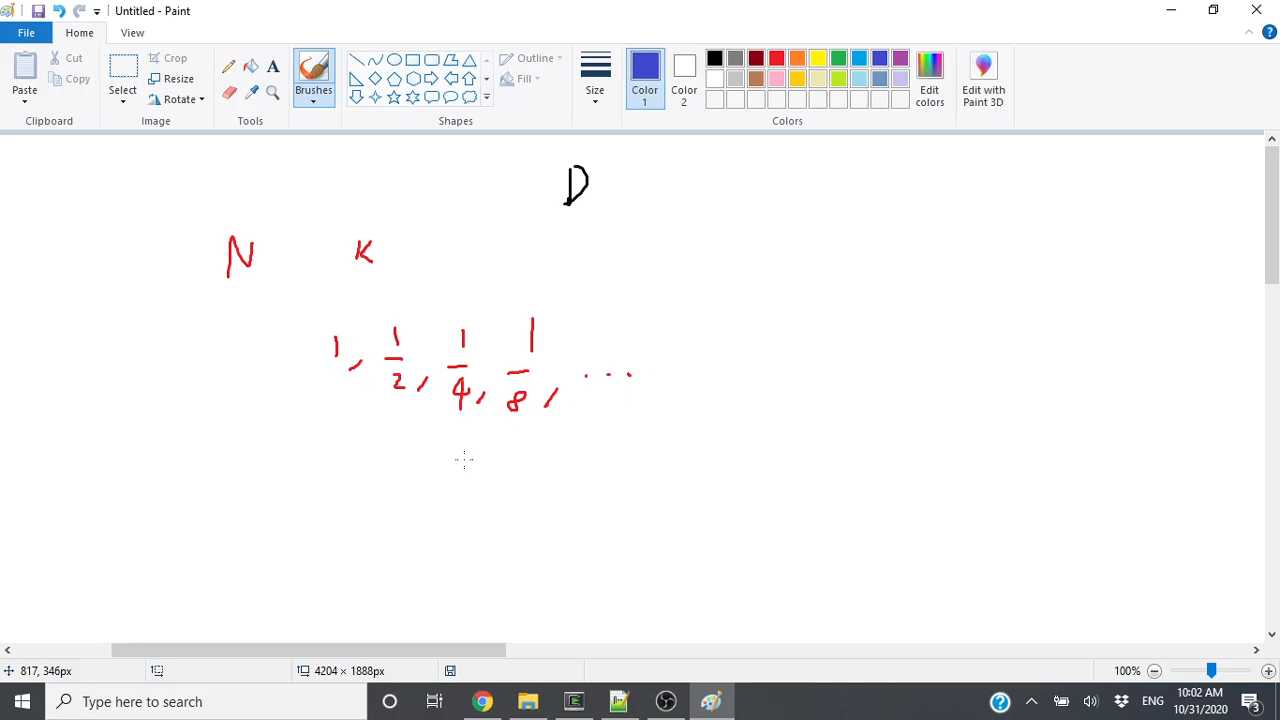 Untitled - Paint
File Home View
Paste
Cut
Copy
Clipboard
Select
Crop
Resize
Rotate
Image
A
Tools
Brushes
Outline
Fill
Shapes
Size
Color 1
Color 2
Edit colors
Colors
Edit with Paint 3D
D
N K
1, 1/2, 1/4, 1/8, ...
817, 346px
4204 × 1888px
100%
Type here to search
ENG
10:02 AM
10/31/2020
3